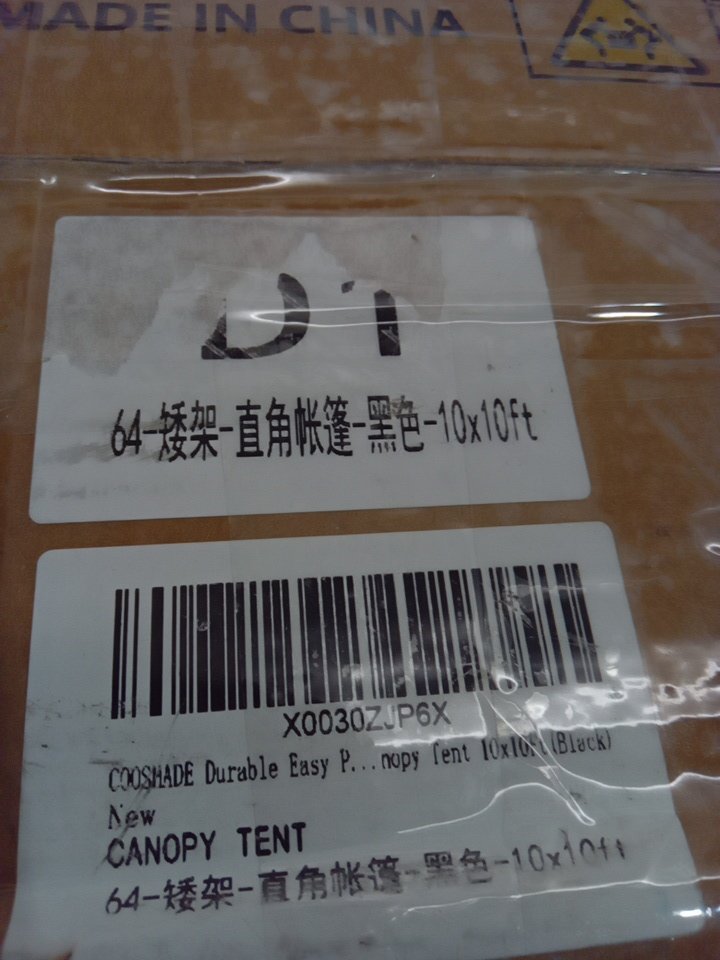 MADE IN CHINA
D1
64-矮架-直角帐篷-黑色-10x10ft
X0030ZJP6X
COOSHADE Durable Easy P...nopy Tent 10x10Ft(Black)
New
CANOPY TENT
64-矮架-直角帐篷-黑色-10x10ft